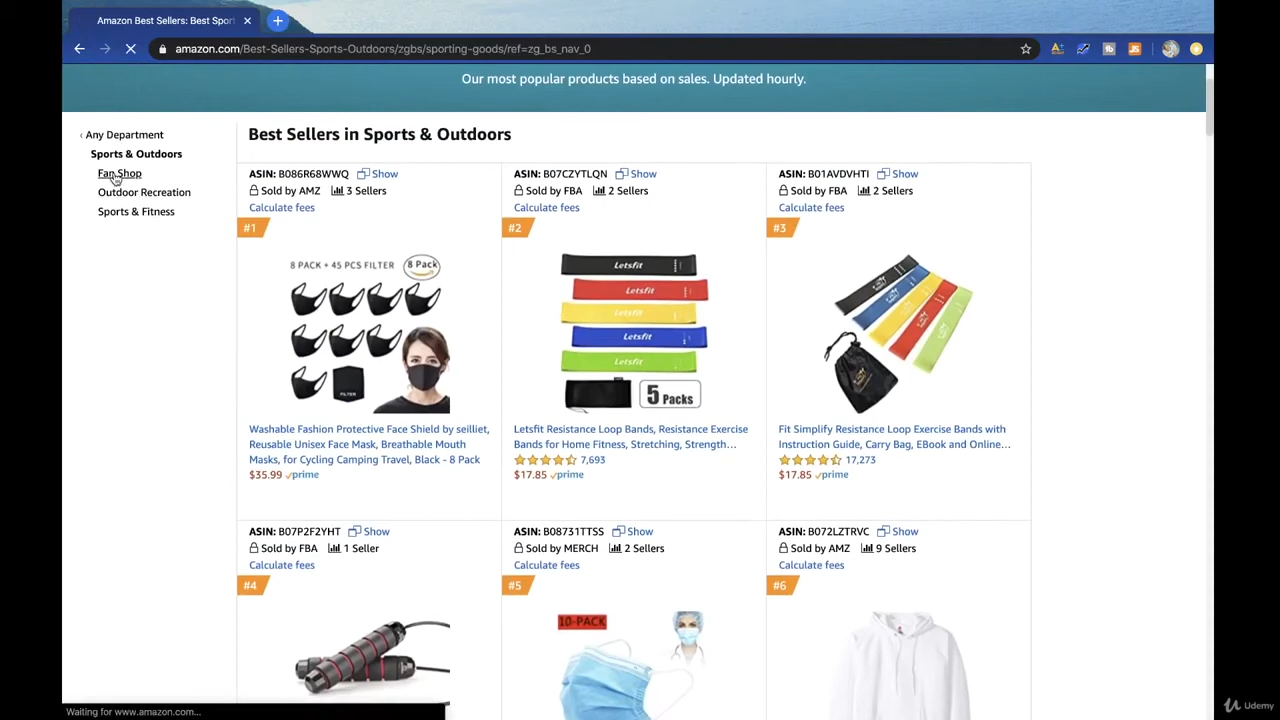 Amazon Best Sellers: Best Sport
amazon.com/Best-Sellers-Sports-Outdoors/zgbs/sporting-goods/ref=zg_bs_nav_0
Our most popular products based on sales. Updated hourly.
‹ Any Department
Sports & Outdoors
Fan Shop
Outdoor Recreation
Sports & Fitness
Best Sellers in Sports & Outdoors
ASIN: B086R68WWQ Show
Sold by AMZ 3 Sellers
Calculate fees
#1
8 PACK + 45 PCS FILTER 8 Pack
FILTER
Washable Fashion Protective Face Shield by seilliet,
Reusable Unisex Face Mask, Breathable Mouth
Masks, for Cycling Camping Travel, Black - 8 Pack
$35.99 prime
ASIN: B07CZYTLQN Show
Sold by FBA 2 Sellers
Calculate fees
#2
Letsfit
Letsfit
Letsfit
Letsfit
Letsfit
5 Packs
Letsfit Resistance Loop Bands, Resistance Exercise
Bands for Home Fitness, Stretching, Strength…
7,693
$17.85 prime
ASIN: B01AVDVHTI Show
Sold by FBA 2 Sellers
Calculate fees
#3
Fit Simplify Resistance Loop Exercise Bands with
Instruction Guide, Carry Bag, EBook and Online…
17,273
$17.85 prime
ASIN: B07P2F2YHT Show
Sold by FBA 1 Seller
Calculate fees
#4
ASIN: B08731TTSS Show
Sold by MERCH 2 Sellers
Calculate fees
#5
10-PACK
ASIN: B072LZTRVC Show
Sold by AMZ 9 Sellers
Calculate fees
#6
Waiting for www.amazon.com...
Udemy